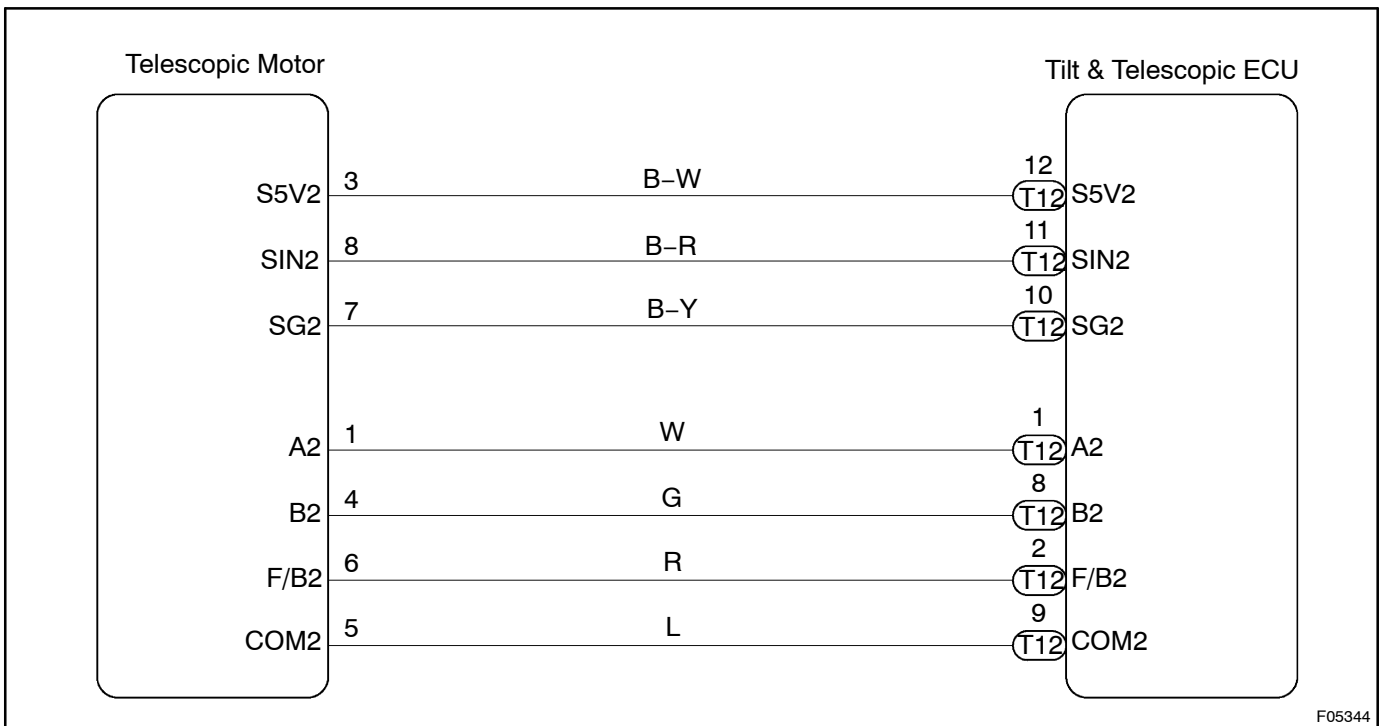 Telescopic Motor
Tilt & Telescopic ECU
S5V2 3 B−W 12 T12 S5V2
SIN2 8 B−R 11 T12 SIN2
SG2 7 B−Y 10 T12 SG2
A2 1 W 1 T12 A2
B2 4 G 8 T12 B2
F/B2 6 R 2 T12 F/B2
COM2 5 L 9 T12 COM2
F05344